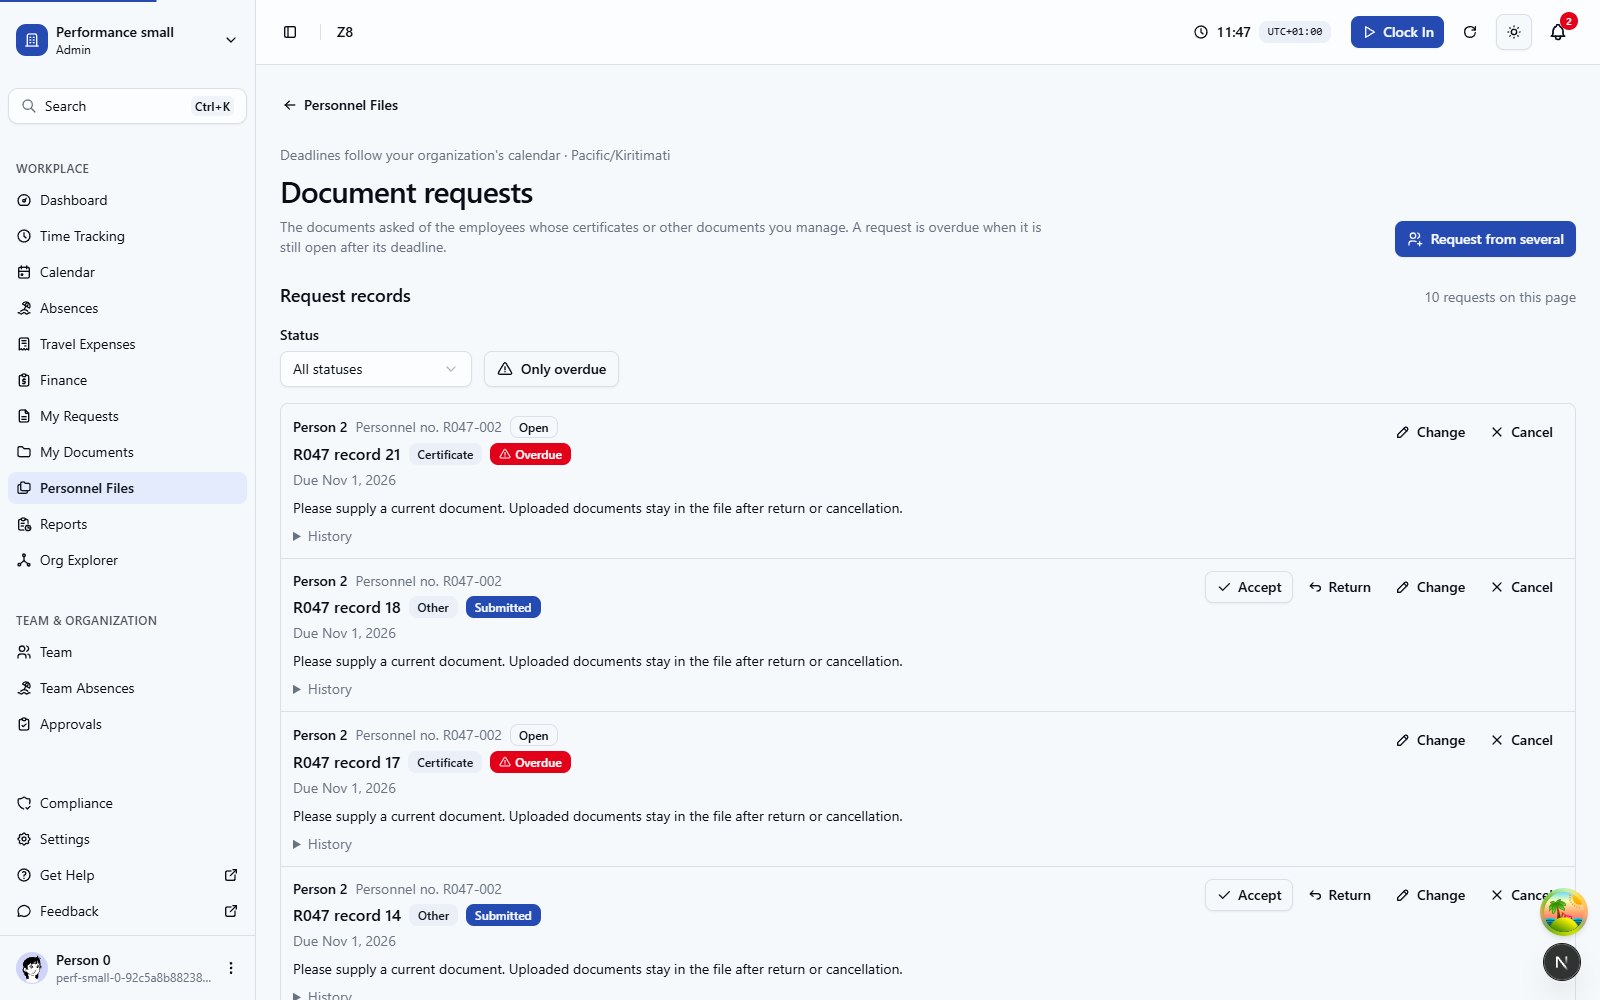 Performance small
Admin
Search Ctrl+K
WORKPLACE
Dashboard
Time Tracking
Calendar
Absences
Travel Expenses
Finance
My Requests
My Documents
Personnel Files
Reports
Org Explorer
TEAM & ORGANIZATION
Team
Team Absences
Approvals
Compliance
Settings
Get Help
Feedback
Person 0
perf-small-0-92c5a8b88238...
Z8
11:47 UTC+01:00 Clock In 2
Personnel Files
Deadlines follow your organization's calendar · Pacific/Kiritimati
Document requests
The documents asked of the employees whose certificates or other documents you manage. A request is overdue when it is
still open after its deadline.
Request from several
Request records
10 requests on this page
Status
All statuses Only overdue
Person 2 Personnel no. R047-002 Open
Change Cancel
R047 record 21 Certificate Overdue
Due Nov 1, 2026
Please supply a current document. Uploaded documents stay in the file after return or cancellation.
History
Person 2 Personnel no. R047-002
Accept Return Change Cancel
R047 record 18 Other Submitted
Due Nov 1, 2026
Please supply a current document. Uploaded documents stay in the file after return or cancellation.
History
Person 2 Personnel no. R047-002 Open
Change Cancel
R047 record 17 Certificate Overdue
Due Nov 1, 2026
Please supply a current document. Uploaded documents stay in the file after return or cancellation.
History
Person 2 Personnel no. R047-002
Accept Return Change Cancel
R047 record 14 Other Submitted
Due Nov 1, 2026
Please supply a current document. Uploaded documents stay in the file after return or cancellation.
History
N